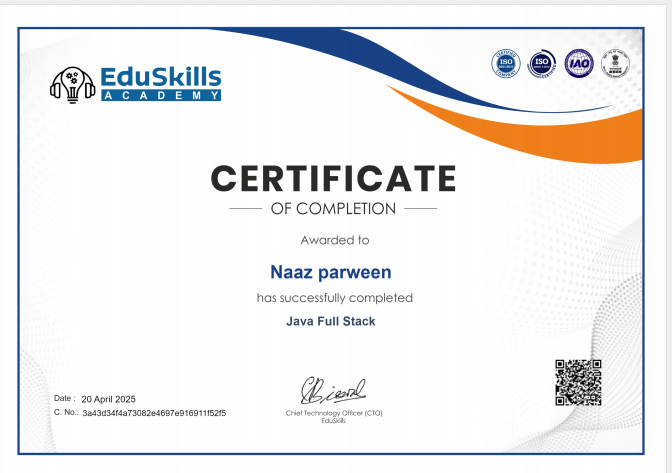 EduSkills
ACADEMY
ISO
ISO
IAO
CERTIFICATE
OF COMPLETION
Awarded to
Naaz parween
has successfully completed
Java Full Stack
Date : 20 April 2025
C. No.: 3a43d34f4a73082e4697e916911f52f5
Chief Technology Officer (CTO)
EduSkills